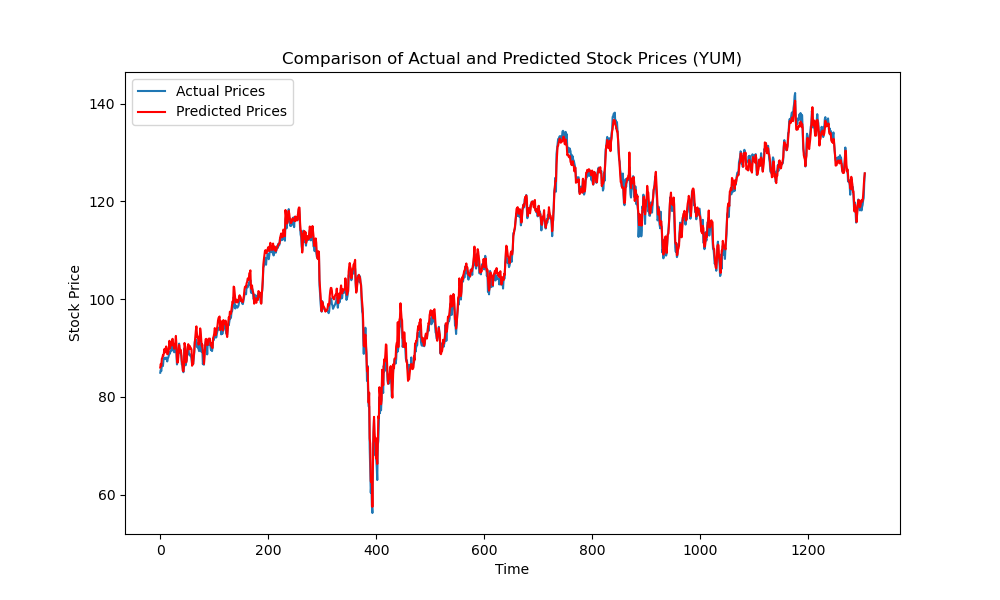 Comparison of Actual and Predicted Stock Prices (YUM)
Actual Prices
Predicted Prices
140
120
100
80
60
Stock Price
0 200 400 600 800 1000 1200
Time